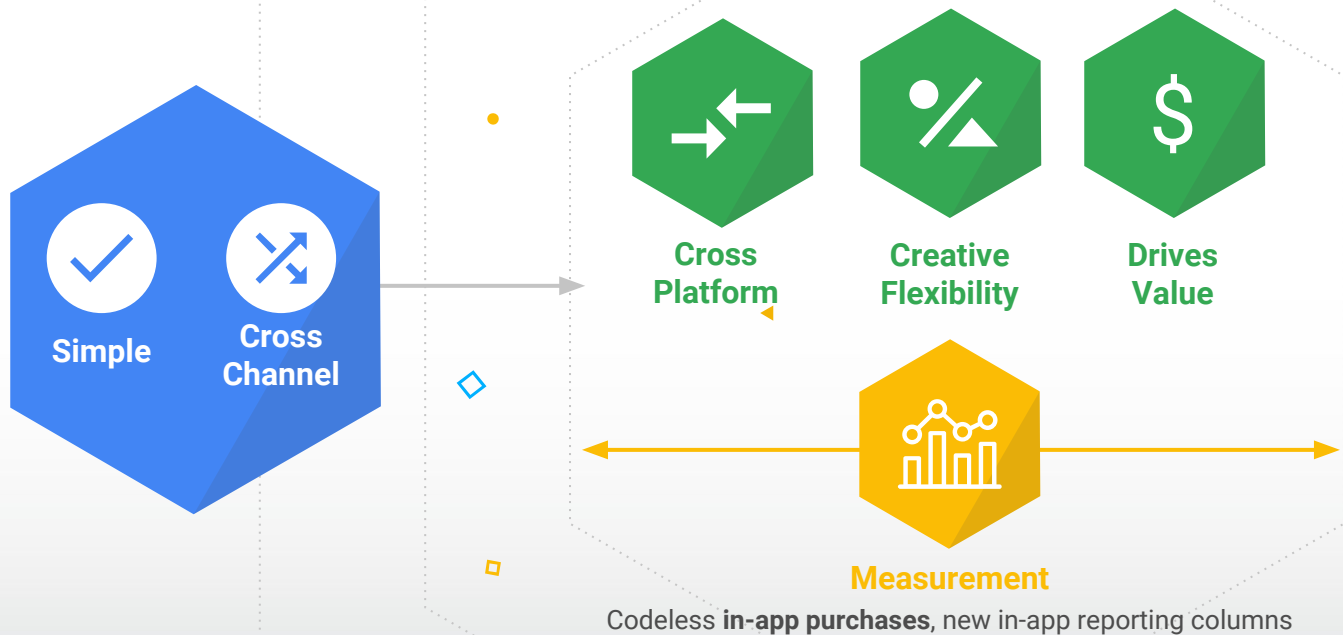 Simple
Cross
Channel
Cross
Platform
Creative
Flexibility
Drives
Value
$
Measurement
Codeless in-app purchases, new in-app reporting columns